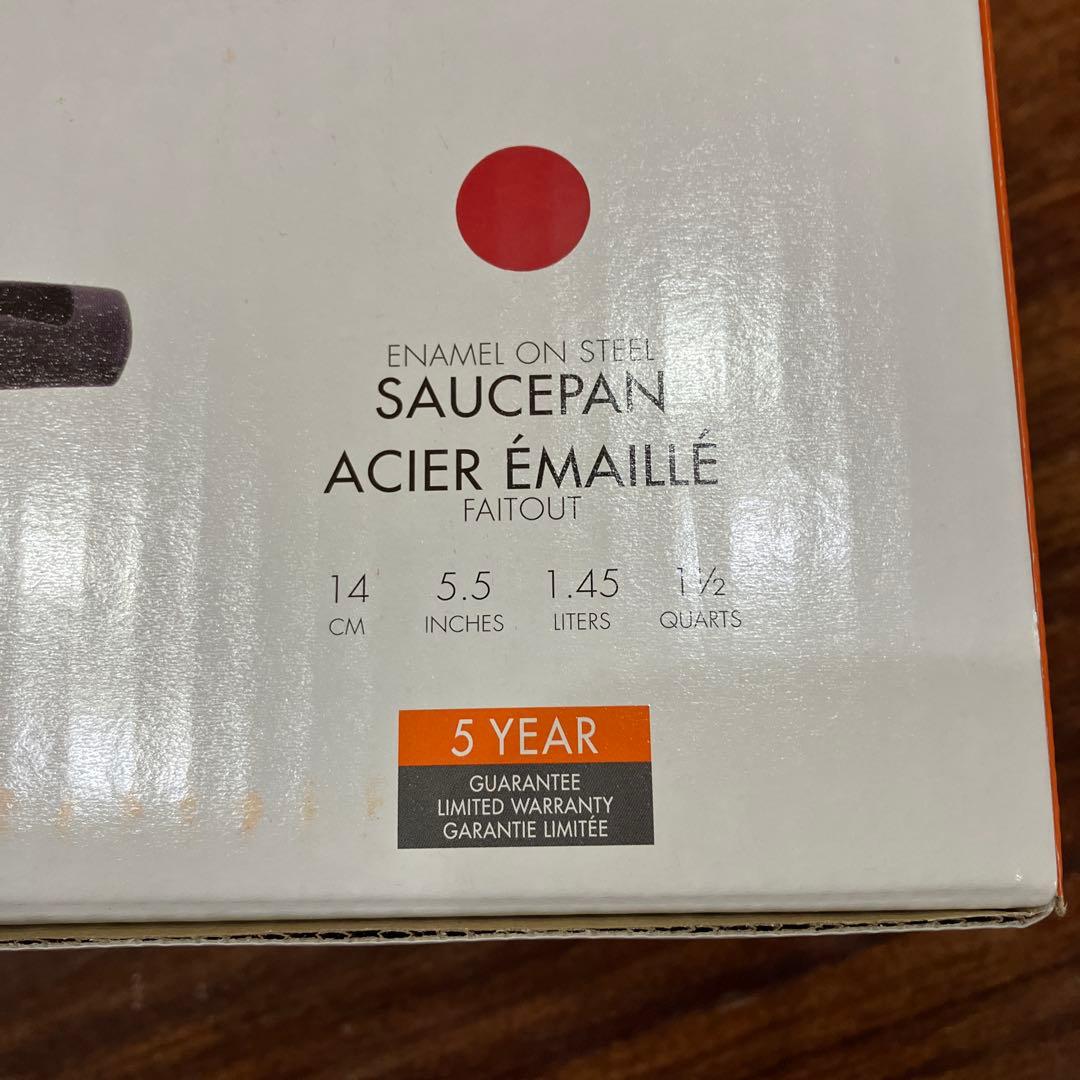 ENAMEL ON STEEL
SAUCEPAN
ACIER ÉMAILLÉ
FAITOUT
14 5.5 1.45 1½
CM INCHES LITERS QUARTS
5 YEAR
GUARANTEE
LIMITED WARRANTY
GARANTIE LIMITÉE